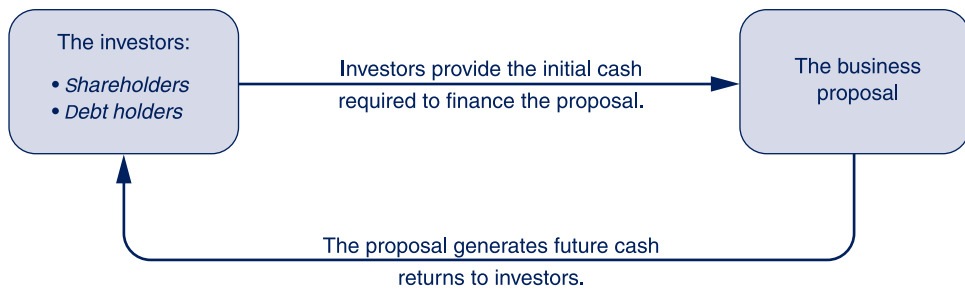 The investors:
• Shareholders
• Debt holders
Investors provide the initial cash
required to finance the proposal.
The business
proposal
The proposal generates future cash
returns to investors.